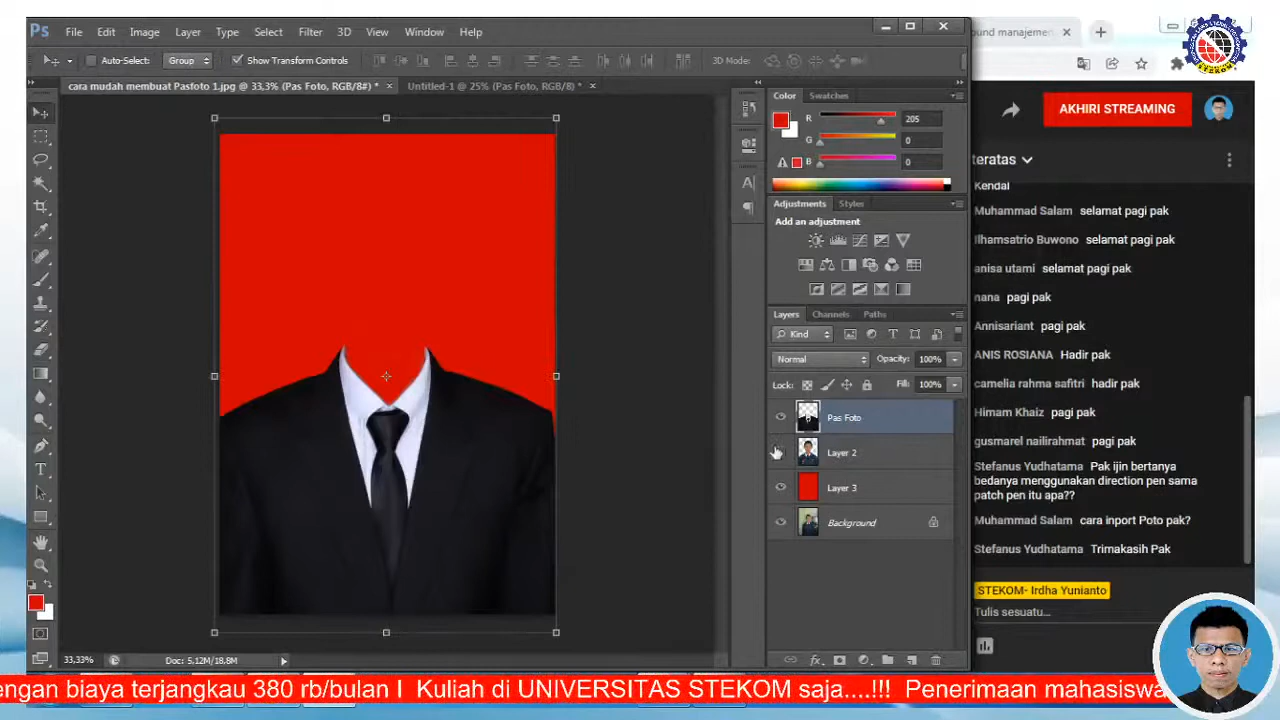 Ps File Edit Image Layer Type Select Filter 3D View Window Help
Auto-Select: Group Show Transform Controls 3D Mode:
cara mudah membuat Pasfoto 1.jpg @ 33,3% (Pas Foto, RGB/8#) * × Untitled-1 @ 25% (Pas Foto, RGB/8) * ×
Color Swatches
R 205
G 0
B 0
Adjustments Styles
Add an adjustment
Layers Channels Paths
Kind
Normal Opacity: 100%
Lock: Fill: 100%
Pas Foto
Layer 2
Layer 3
Background
33,33% Doc: 5,12M/18,8M
ound manajemen
STEKOM
AKHIRI STREAMING
teratas
Kendal
Muhammad Salam selamat pagi pak
Ilhamsatrio Buwono selamat pagi pak
anisa utami selamat pagi pak
nana pagi pak
Annisariant pagi pak
ANIS ROSIANA Hadir pak
camelia rahma safitri hadir pak
Himam Khaiz pagi pak
gusmarel nailirahmat pagi pak
Stefanus Yudhatama Pak ijin bertanya
bedanya menggunakan direction pen sama
patch pen itu apa??
Muhammad Salam cara inport Poto pak?
Stefanus Yudhatama Trimakasih Pak
STEKOM- Irdha Yunianto
Tulis sesuatu...
engan biaya terjangkau 380 rb/bulan I Kuliah di UNIVERSITAS STEKOM saja....!!! Penerimaan mahasiswa